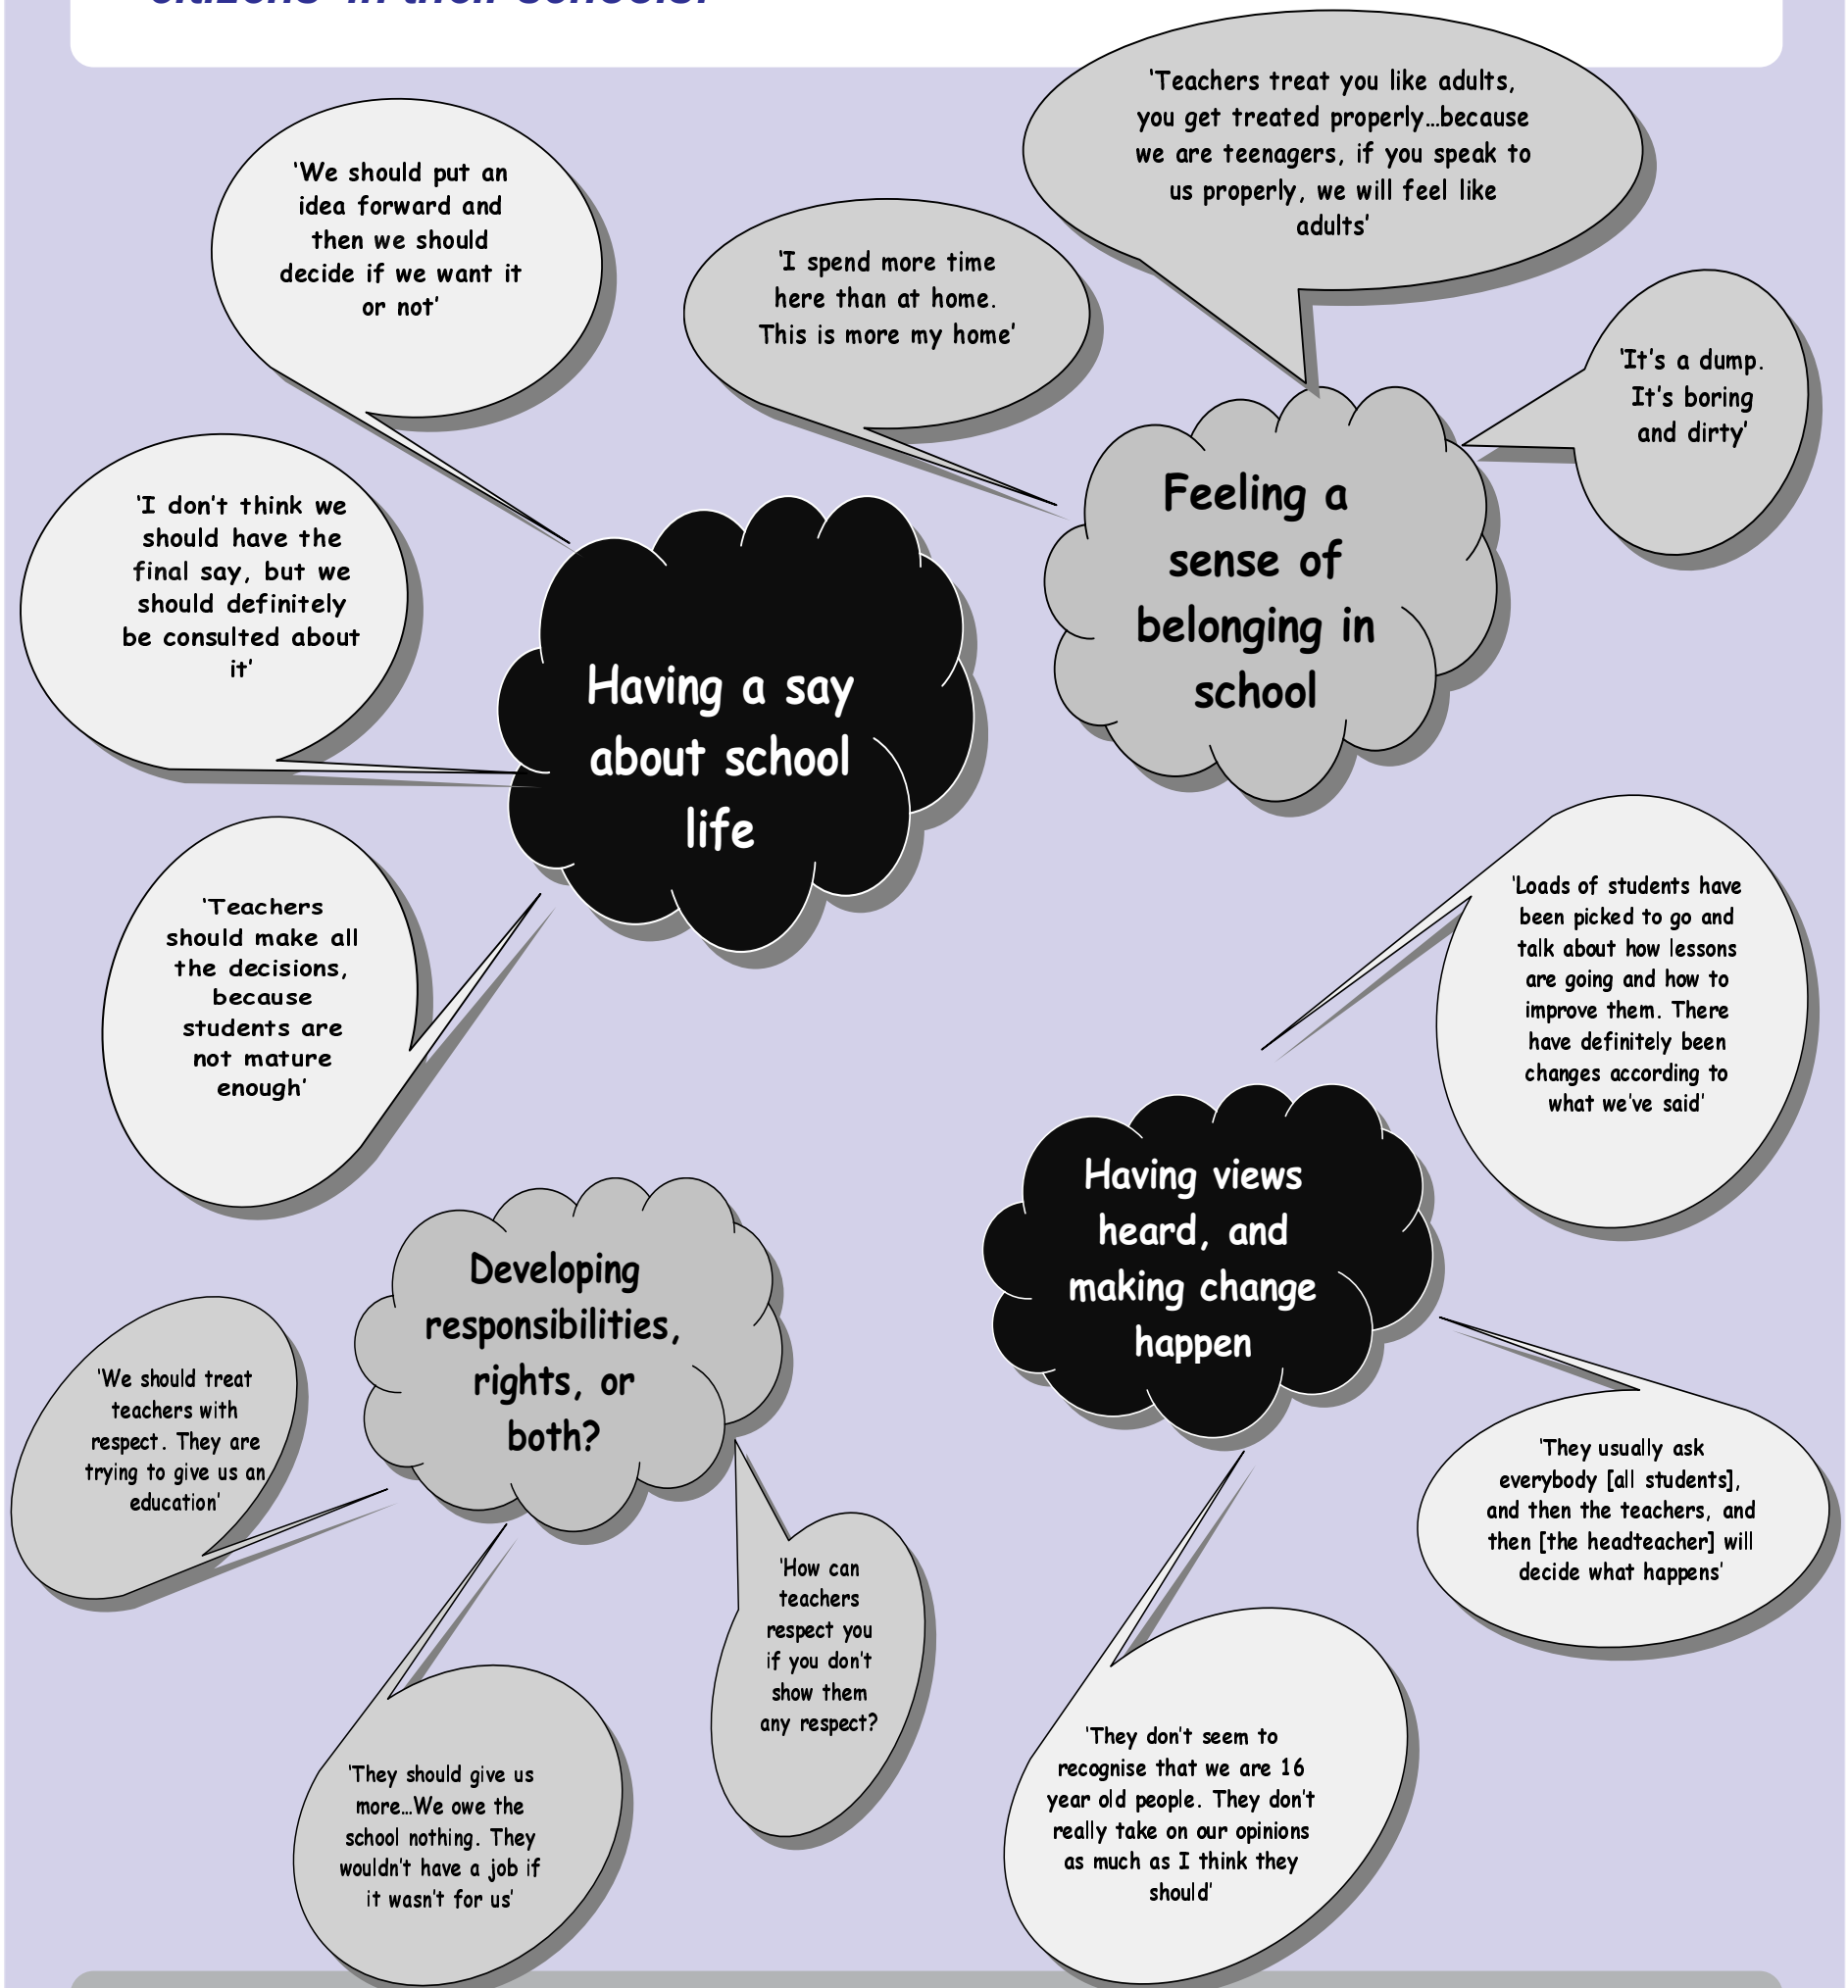 ‘Teachers treat you like adults,
you get treated properly…because
we are teenagers, if you speak to
us properly, we will feel like
adults’
‘We should put an
idea forward and
then we should
decide if we want it
or not’
‘I spend more time
here than at home.
This is more my home’
‘It’s a dump.
It’s boring
and dirty’
Feeling a
sense of
belonging in
school
‘I don’t think we
should have the
final say, but we
should definitely
be consulted about
it’
Having a say
about school
life
‘Teachers
should make all
the decisions,
because
students are
not mature
enough’
‘Loads of students have
been picked to go and
talk about how lessons
are going and how to
improve them. There
have definitely been
changes according to
what we’ve said’
Having views
heard, and
making change
happen
Developing
responsibilities,
rights, or
both?
‘We should treat
teachers with
respect. They are
trying to give us an
education’
‘They usually ask
everybody [all students],
and then the teachers, and
then [the headteacher] will
decide what happens’
‘How can
teachers
respect you
if you don’t
show them
any respect?
‘They don’t seem to
recognise that we are 16
year old people. They don’t
really take on our opinions
as much as I think they
should’
‘They should give us
more…We owe the
school nothing. They
wouldn’t have a job if
it wasn’t for us’